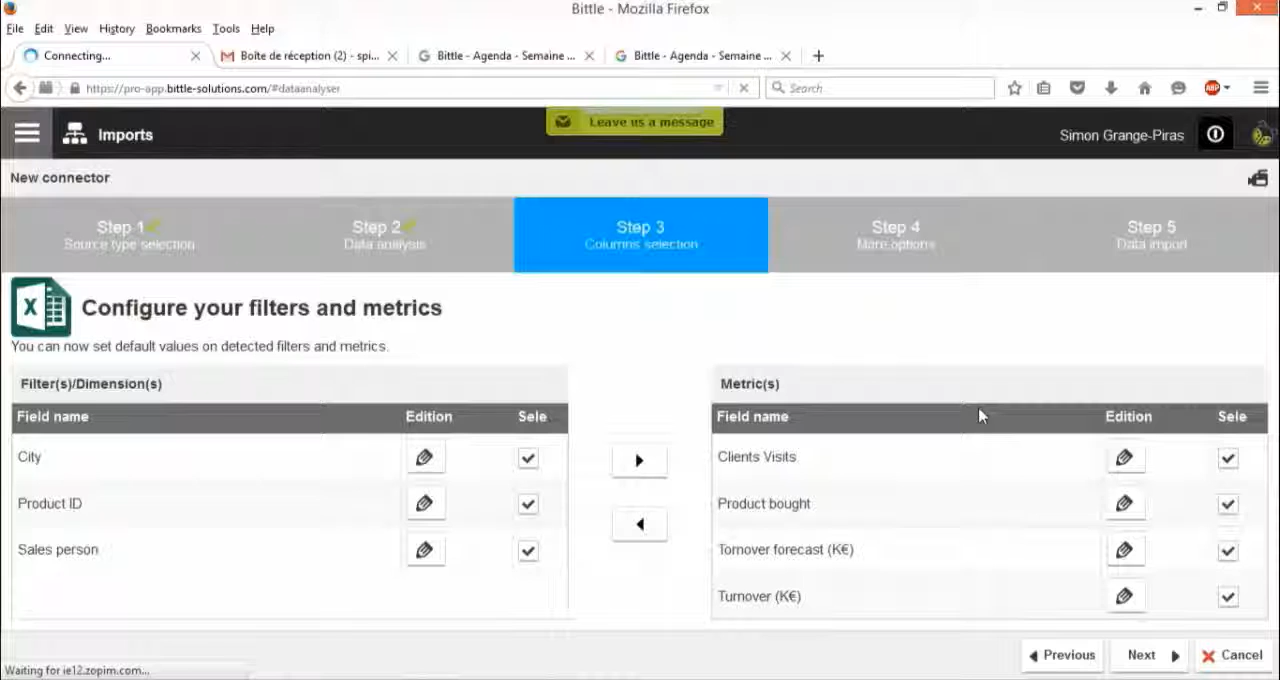 Bittle - Mozilla Firefox
File Edit View History Bookmarks Tools Help
Connecting... Boîte de réception (2) - spi... Bittle - Agenda - Semaine ... Bittle - Agenda - Semaine ...
https://pro-app.bittle-solutions.com/#dataanalyser Search
ABP
Imports Leave us a message Simon Grange-Piras
New connector
Step 1 Step 2 Step 3 Step 4 Step 5
Source type selection Data analysis Columns selection More options Data import
X Configure your filters and metrics
You can now set default values on detected filters and metrics.
Filter(s)/Dimension(s) Metric(s)
Field name Edition Sele Field name Edition Sele
City Clients Visits
Product ID Product bought
Sales person Tornover forecast (K€)
Turnover (K€)
Previous Next Cancel
Waiting for ie12.zopim.com...